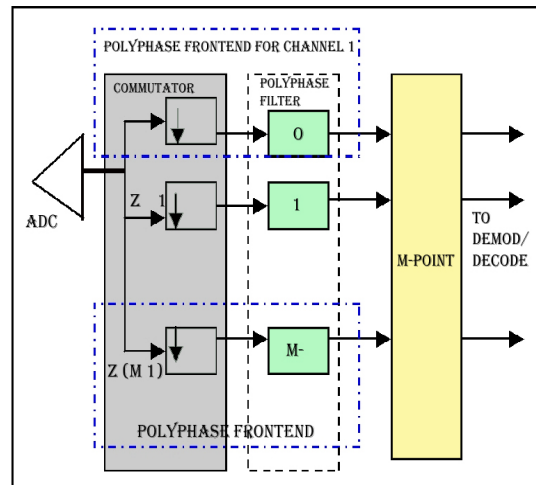 POLYPHASE FRONTEND FOR CHANNEL 1
COMMUTATOR
POLYPHASE
FILTER
0
Z 1
1
ADC
M-POINT
TO
DEMOD/
DECODE
M-
Z (M 1)
POLYPHASE FRONTEND